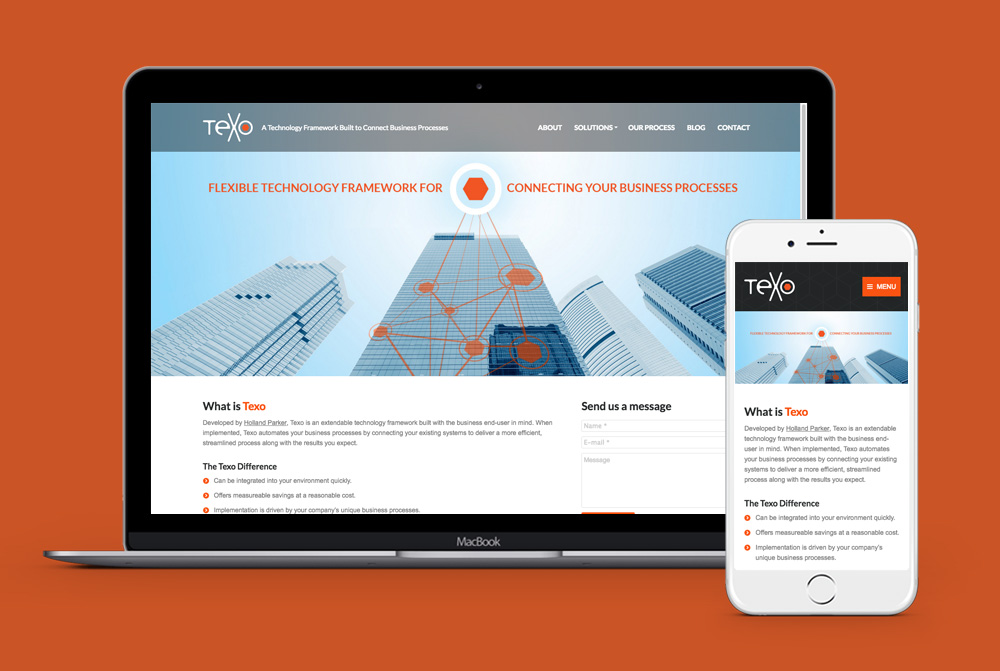 TeXo
A Technology Framework Built to Connect Business Processes
ABOUT SOLUTIONS OUR PROCESS BLOG CONTACT
FLEXIBLE TECHNOLOGY FRAMEWORK FOR CONNECTING YOUR BUSINESS PROCESSES
What is Texo
Developed by Holland Parker, Texo is an extendable technology framework built with the business end-user in mind. When
implemented, Texo automates your business processes by connecting your existing systems to deliver a more efficient,
streamlined process along with the results you expect.
The Texo Difference
Can be integrated into your environment quickly.
Offers measureable savings at a reasonable cost.
Implementation is driven by your company's unique business processes.
Send us a message
Name *
E-mail *
Message
MacBook
TeXo
MENU
FLEXIBLE TECHNOLOGY FRAMEWORK FOR CONNECTING YOUR BUSINESS PROCESSES
What is Texo
Developed by Holland Parker, Texo is an extendable
technology framework built with the business end-
user in mind. When implemented, Texo automates
your business processes by connecting your existing
systems to deliver a more efficient, streamlined
process along with the results you expect.
The Texo Difference
Can be integrated into your environment quickly.
Offers measureable savings at a reasonable cost.
Implementation is driven by your company's
unique business processes.